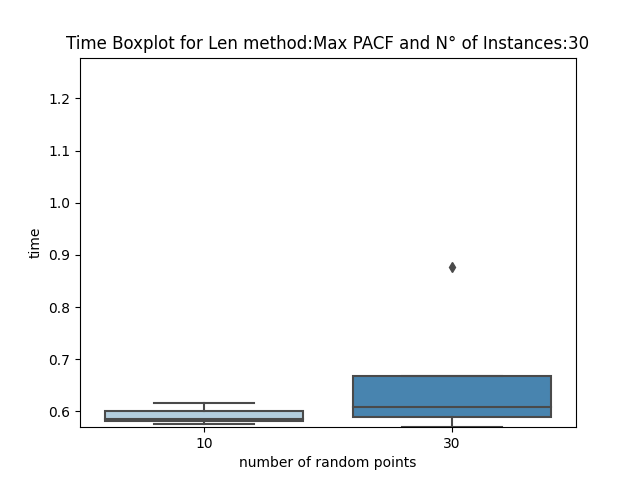 Time Boxplot for Len method:Max PACF and N° of Instances:30
1.2
1.1
1.0
0.9
0.8
0.7
0.6
time
10 30
number of random points